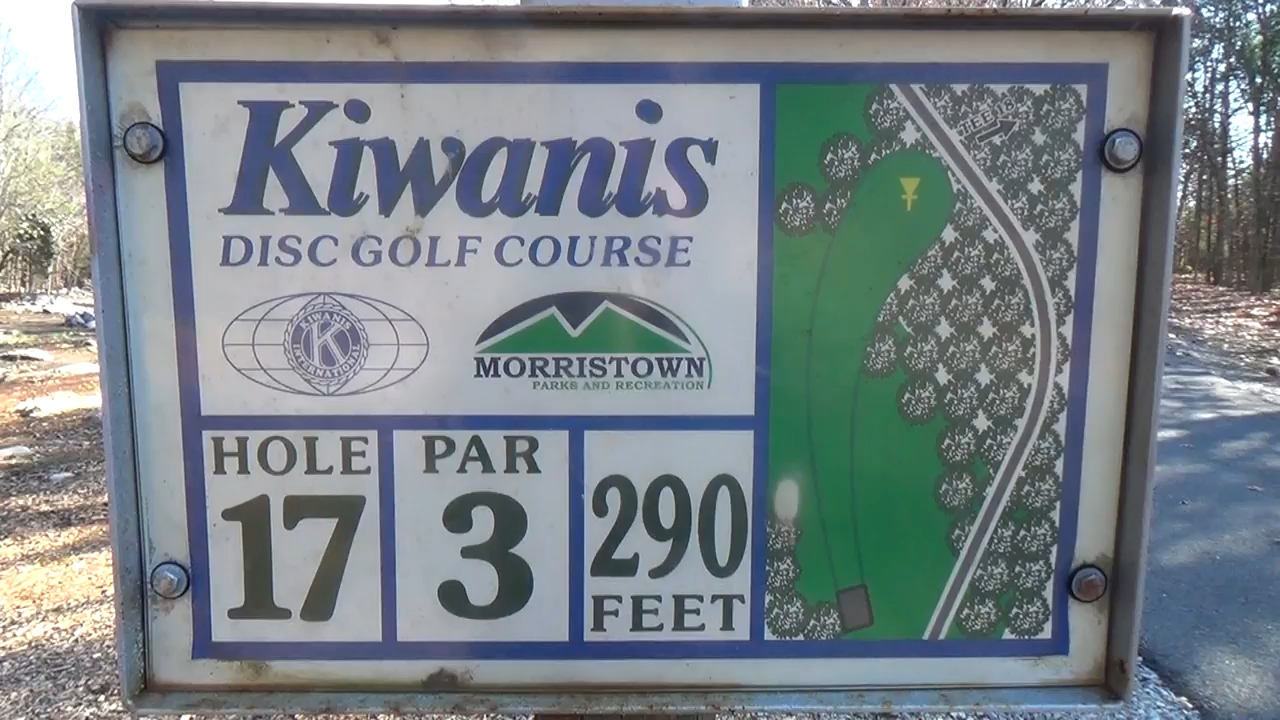 Kiwanis
DISC GOLF COURSE
KIWANIS
K
INTERNATIONAL
MORRISTOWN
PARKS AND RECREATION
HOLE
17
PAR
3
290
FEET
TEE 18